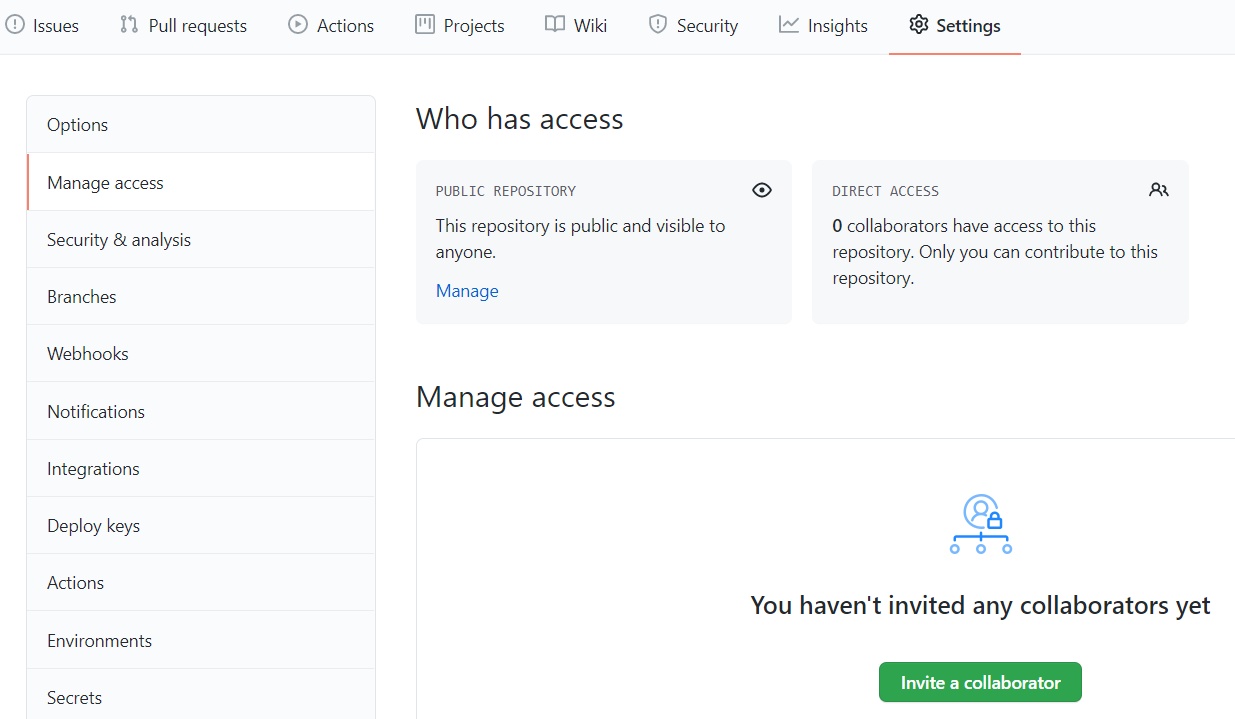 Issues Pull requests Actions Projects Wiki Security Insights Settings
Options
Manage access
Security & analysis
Branches
Webhooks
Notifications
Integrations
Deploy keys
Actions
Environments
Secrets
Who has access
PUBLIC REPOSITORY
This repository is public and visible to
anyone.
Manage
DIRECT ACCESS
0 collaborators have access to this
repository. Only you can contribute to this
repository.
Manage access
You haven't invited any collaborators yet
Invite a collaborator